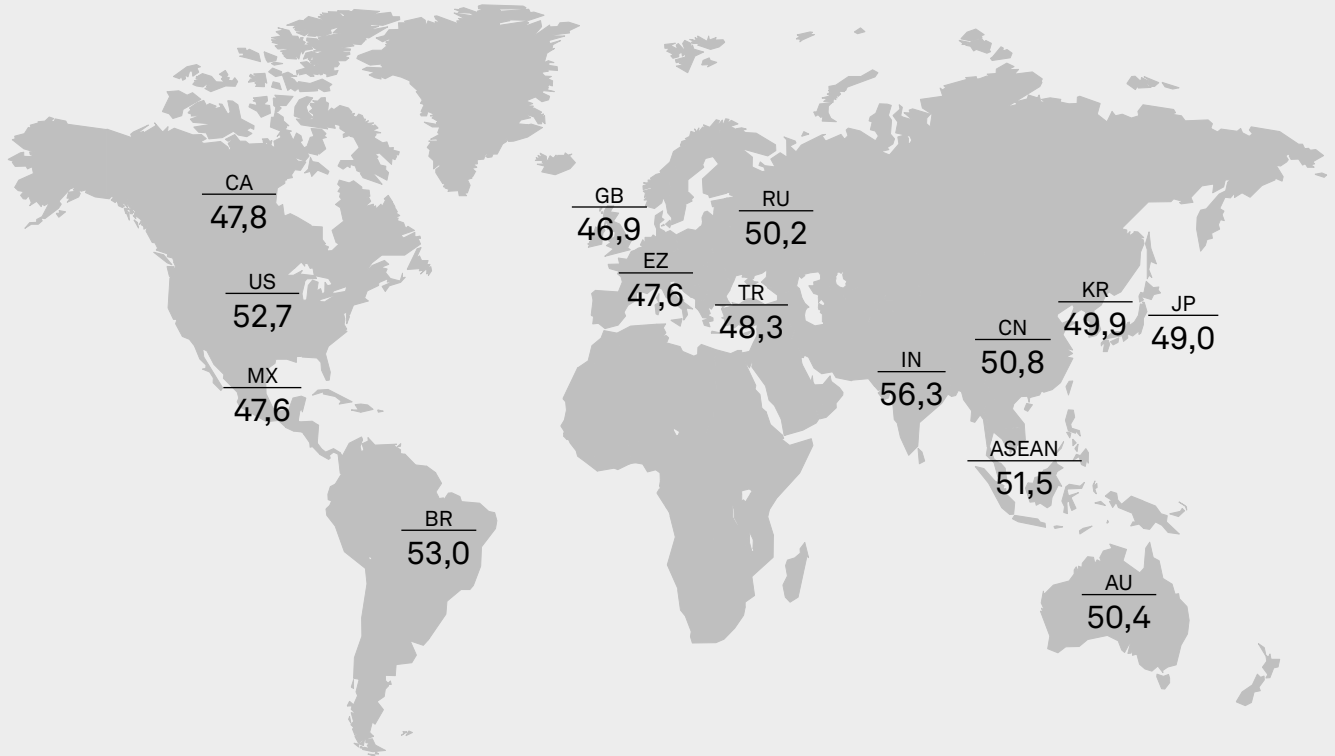 CA
47,8
GB
46,9
RU
50,2
EZ
47,6
US
52,7
TR
48,3
KR
49,9
JP
49,0
CN
50,8
IN
56,3
MX
47,6
ASEAN
51,5
BR
53,0
AU
50,4